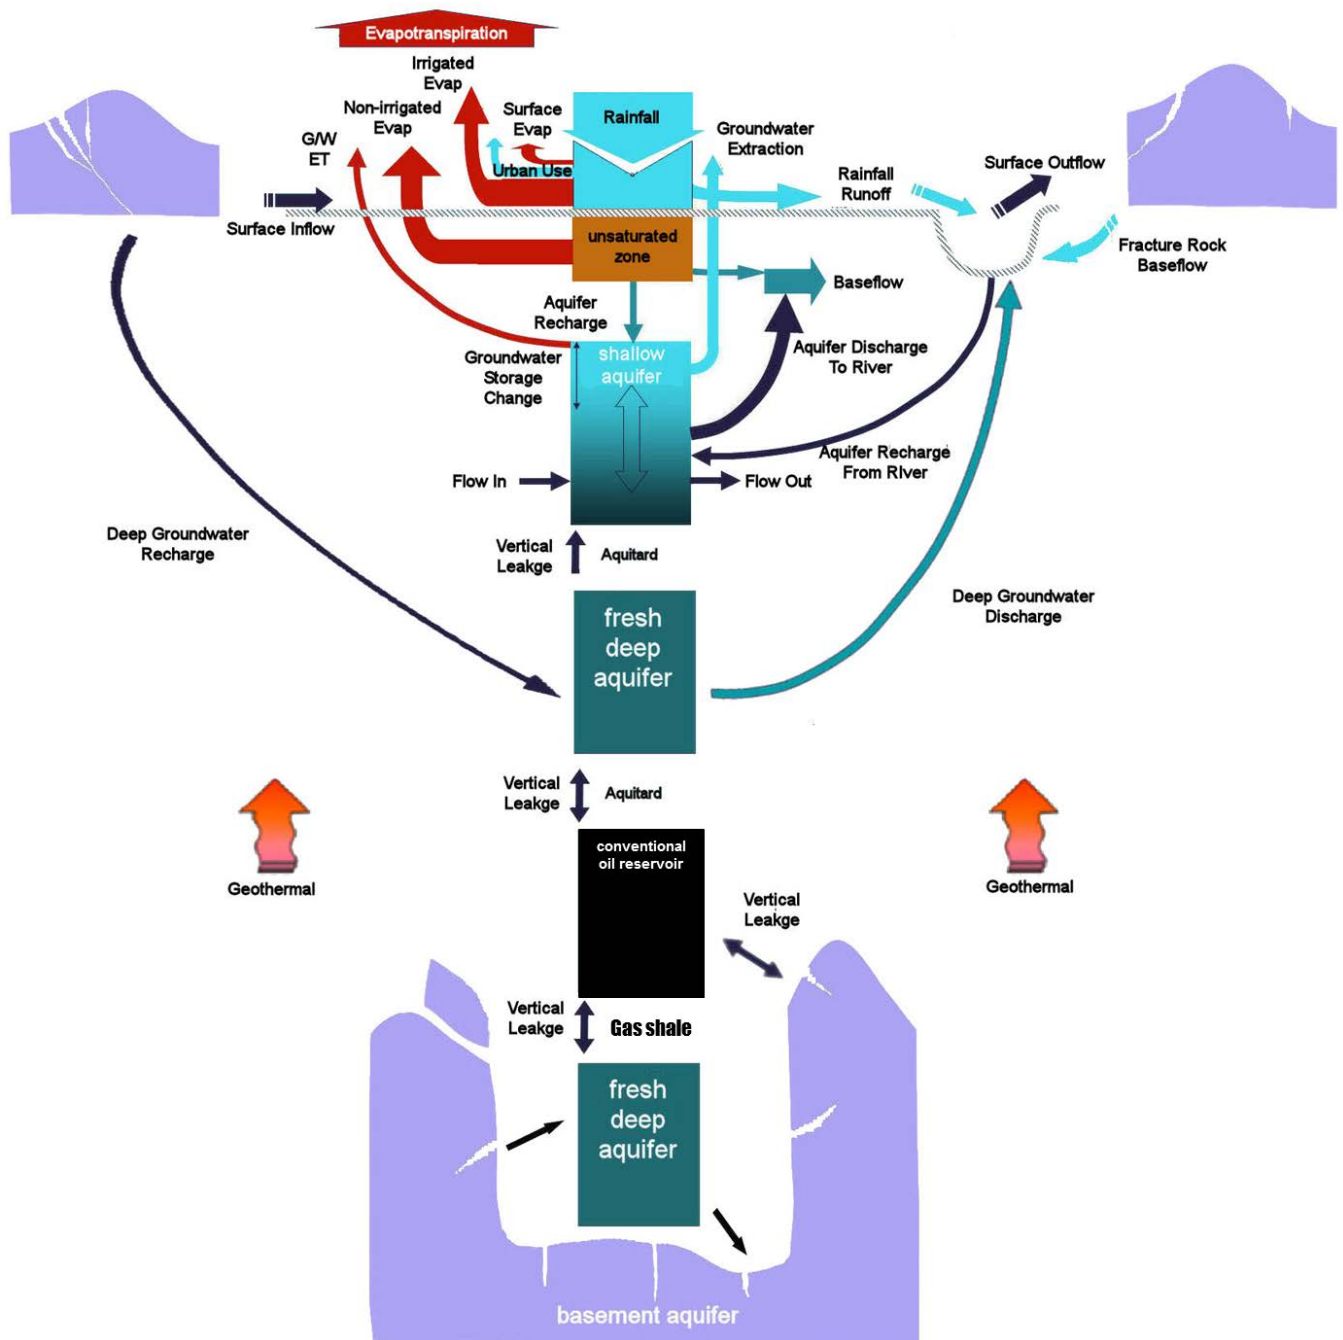 Evapotranspiration
Irrigated
Evap
Non-irrigated
Evap
Surface
Evap
Rainfall
Groundwater
Extraction
G/W
ET
Urban Use
Rainfall
Runoff
Surface Outflow
Surface Inflow
unsaturated
zone
Fracture Rock
Baseflow
Baseflow
Aquifer
Recharge
Groundwater
Storage
Change
shallow
aquifer
Aquifer Discharge
To River
Aquifer Recharge
From RIver
Flow In
Flow Out
Deep Groundwater
Recharge
Vertical
Leakge
Aquitard
fresh
deep
aquifer
Deep Groundwater
Discharge
Vertical
Leakge
Aquitard
conventional
oil reservoir
Geothermal
Geothermal
Vertical
Leakge
Vertical
Leakge
Gas shale
fresh
deep
aquifer
basement aquifer